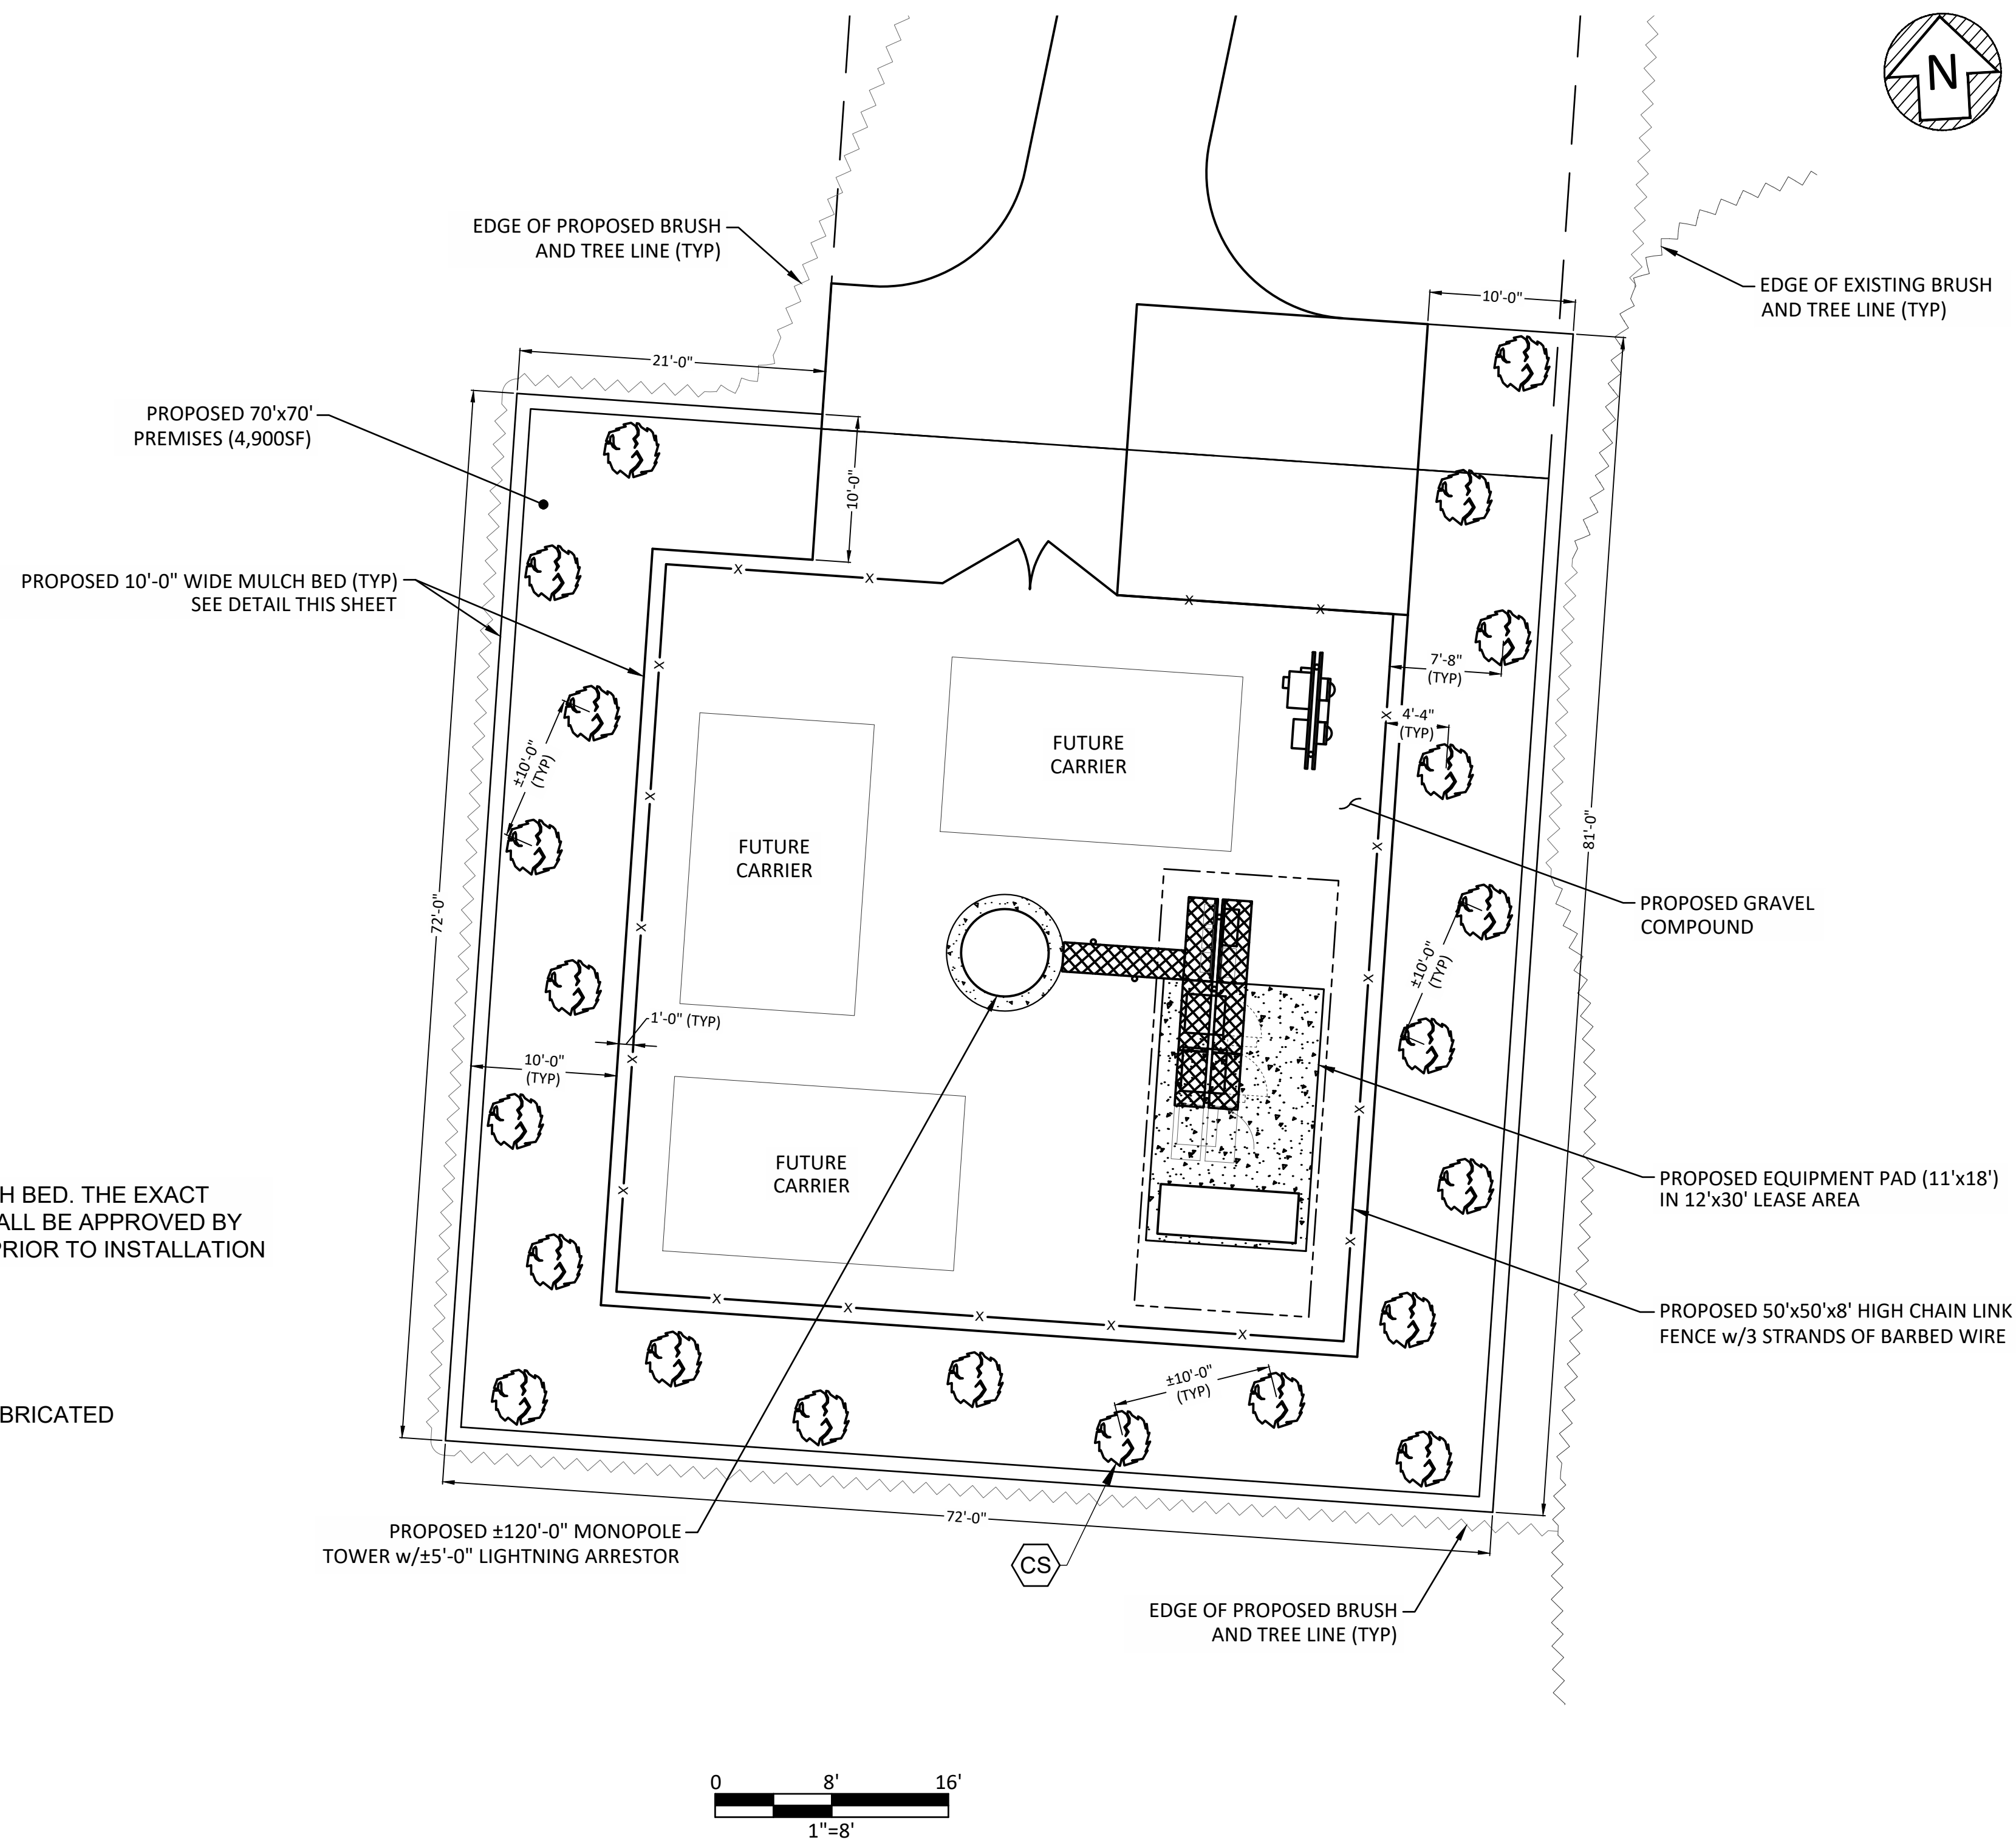 N
EDGE OF PROPOSED BRUSH
AND TREE LINE (TYP)
EDGE OF EXISTING BRUSH
AND TREE LINE (TYP)
10'-0"
21'-0"
PROPOSED 70'x70'
PREMISES (4,900SF)
10'-0"
PROPOSED 10'-0" WIDE MULCH BED (TYP)
SEE DETAIL THIS SHEET
X
X
X
X
7'-8"
(TYP)
4'-4"
(TYP)
FUTURE
CARRIER
±10'-0"
(TYP)
FUTURE
CARRIER
81'-0"
72'-0"
PROPOSED GRAVEL
COMPOUND
±10'-0"
(TYP)
1'-0" (TYP)
10'-0"
(TYP)
X
X
X
X
X
X
X
X
X
X
FUTURE
CARRIER
PROPOSED EQUIPMENT PAD (11'x18')
IN 12'x30' LEASE AREA
H BED. THE EXACT
ALL BE APPROVED BY
PRIOR TO INSTALLATION
PROPOSED 50'x50'x8' HIGH CHAIN LINK
FENCE w/3 STRANDS OF BARBED WIRE
X
X
X
X
X
±10'-0"
(TYP)
BRICATED
72'-0"
PROPOSED ±120'-0" MONOPOLE
TOWER w/±5'-0" LIGHTNING ARRESTOR
CS
EDGE OF PROPOSED BRUSH
AND TREE LINE (TYP)
0 8' 16'
1"=8'